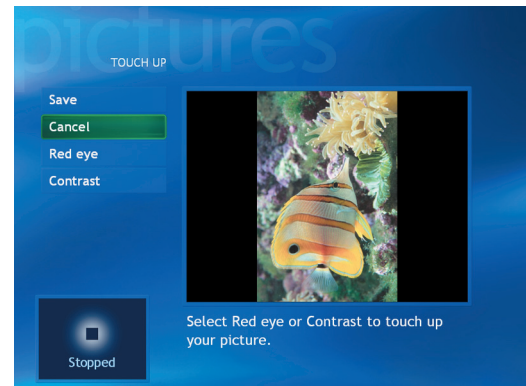 pictures
TOUCH UP
Save
Cancel
Red eye
Contrast
Select Red eye or Contrast to touch up
your picture.
Stopped